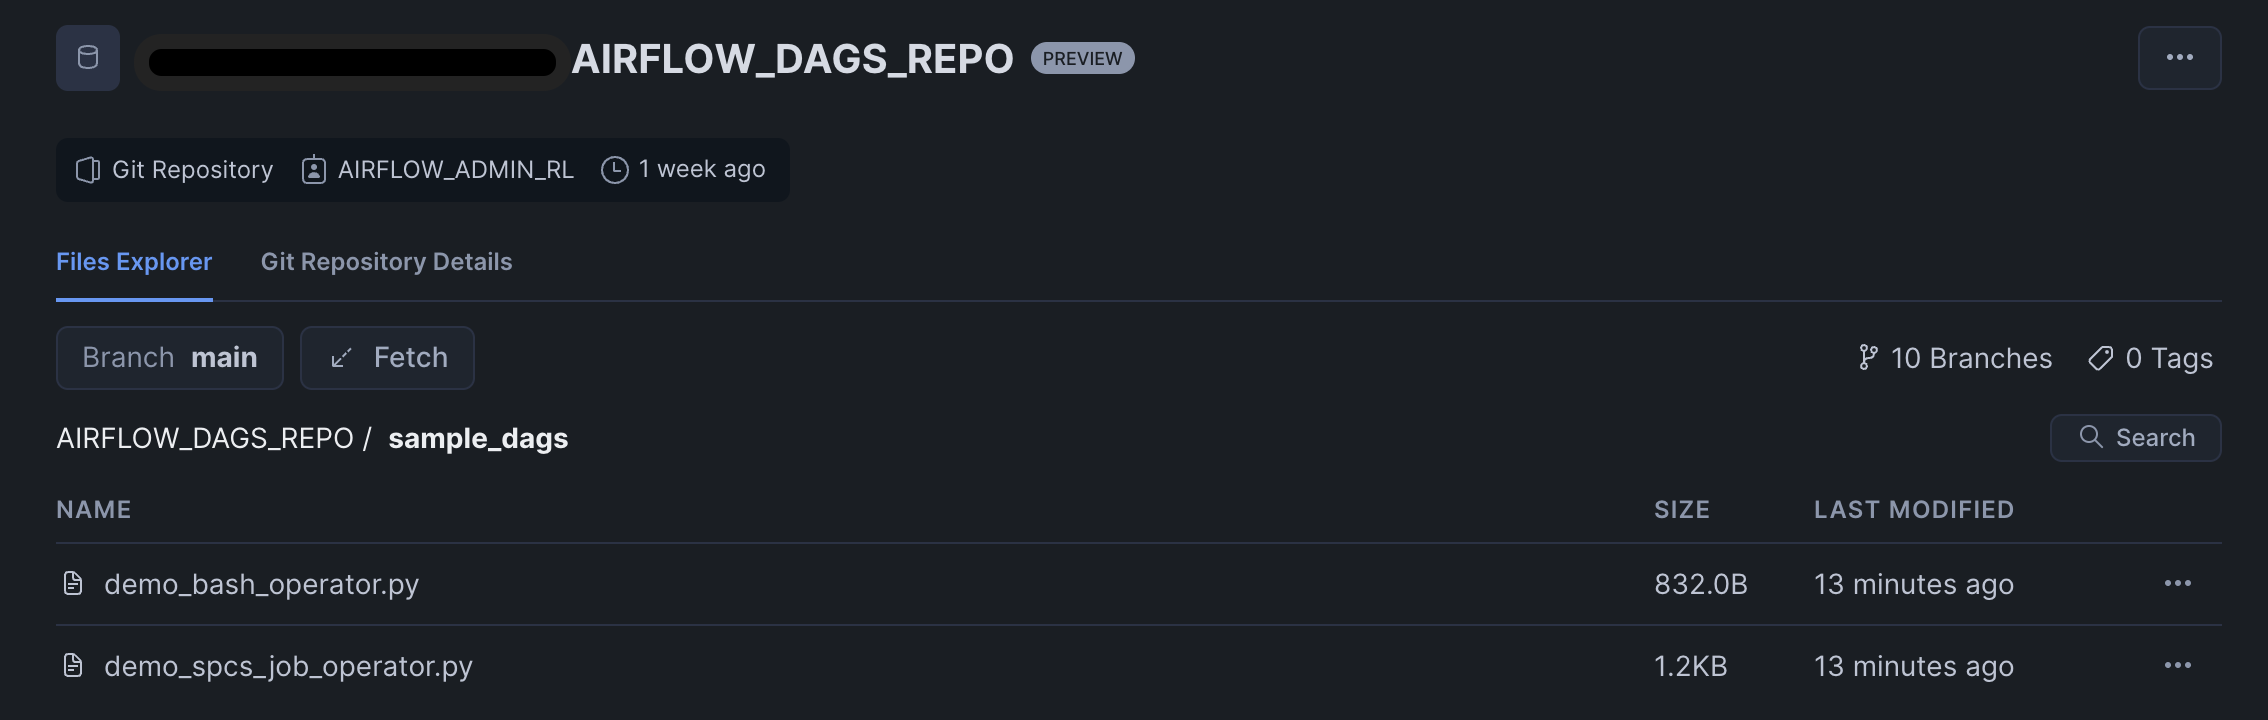 AIRFLOW_DAGS_REPO PREVIEW
Git Repository AIRFLOW_ADMIN_RL 1 week ago
Files Explorer Git Repository Details
Branch main Fetch 10 Branches 0 Tags
AIRFLOW_DAGS_REPO / sample_dags Search
NAME SIZE LAST MODIFIED
demo_bash_operator.py 832.0B 13 minutes ago
demo_spcs_job_operator.py 1.2KB 13 minutes ago